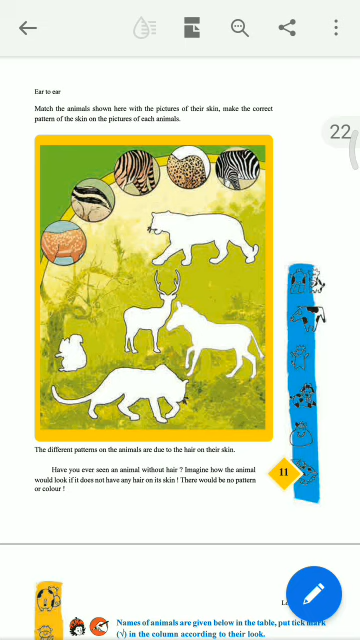 22
Ear to ear
Match the animals shown here with the pictures of their skin, make the correct
pattern of the skin on the pictures of each animals.
The different patterns on the animals are due to the hair on their skin.
Have you ever seen an animal without hair ? Imagine how the animal
would look if it does not have any hair on its skin ! There would be no pattern
or colour !
11
Names of animals are given below in the table, put tick mark
(√) in the column according to their look.